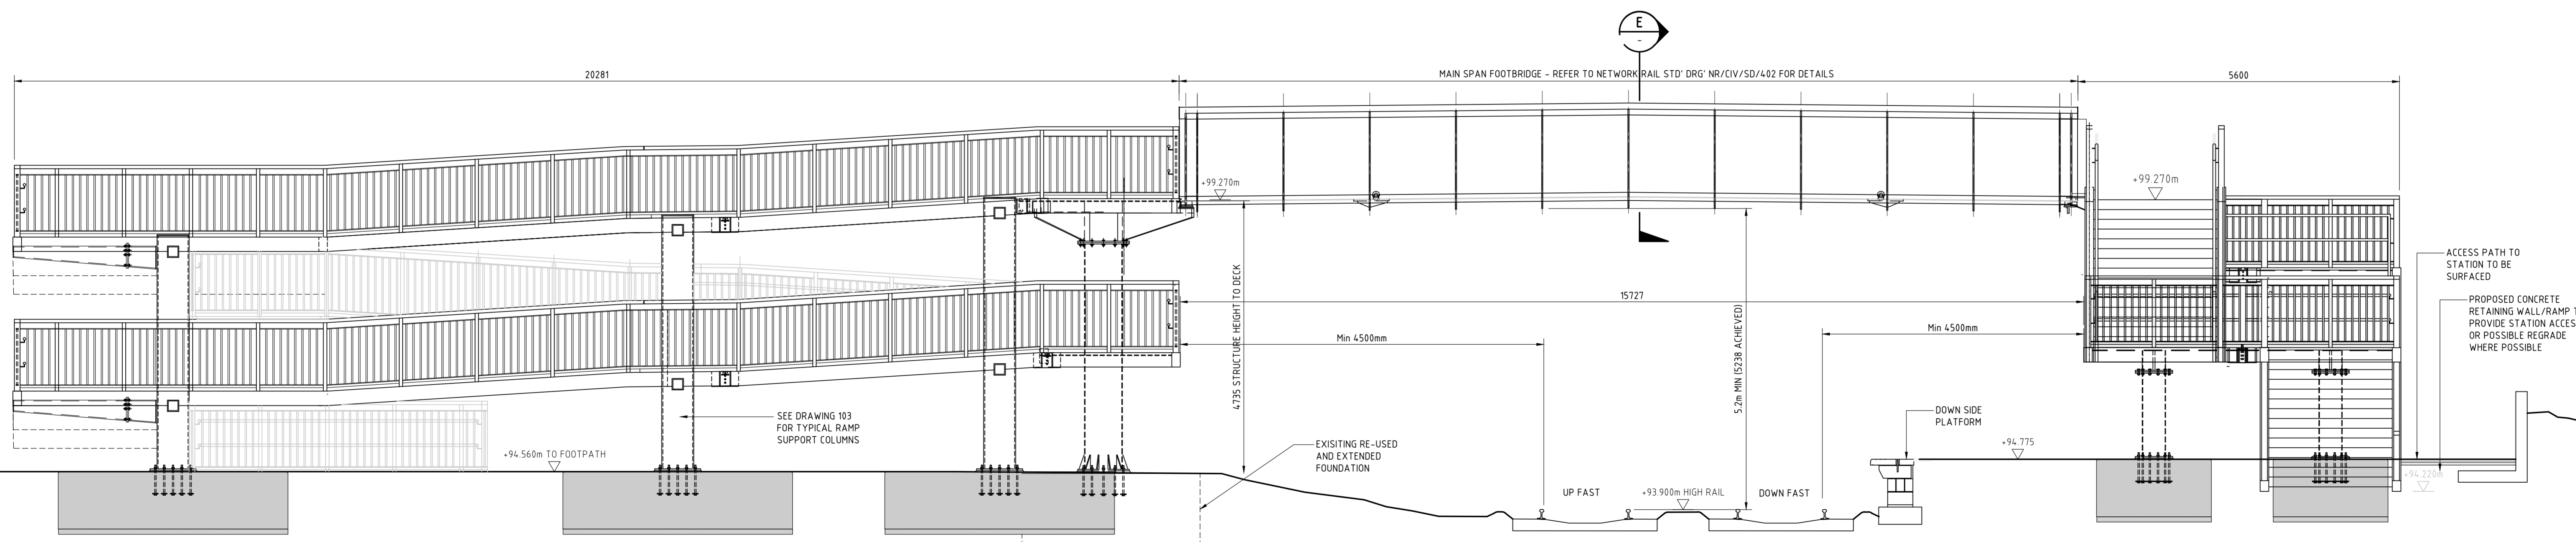 E
-
20281
MAIN SPAN FOOTBRIDGE - REFER TO NETWORK RAIL STD' DRG' NR/CIV/SD/402 FOR DETAILS
5600
+99.270m
+99.270m
ACCESS PATH TO
STATION TO BE
SURFACED
15727
PROPOSED CONCRETE
RETAINING WALL/RAMP
PROVIDE STATION
OR POSSIBLE REGRADE
WHERE POSSIBLE
4735 STRUCTURE HEIGHT TO DECK
5.2m MIN (5238 ACHIEVED)
Min 4500mm
Min 4500mm
SEE DRAWING 103
FOR TYPICAL RAMP
SUPPORT COLUMNS
DOWN SIDE
PLATFORM
+94.560m TO FOOTPATH
EXISITING RE-USED
AND EXTENDED
FOUNDATION
+94.775
+94.220m
UP FAST
+93.900m HIGH RAIL
DOWN FAST